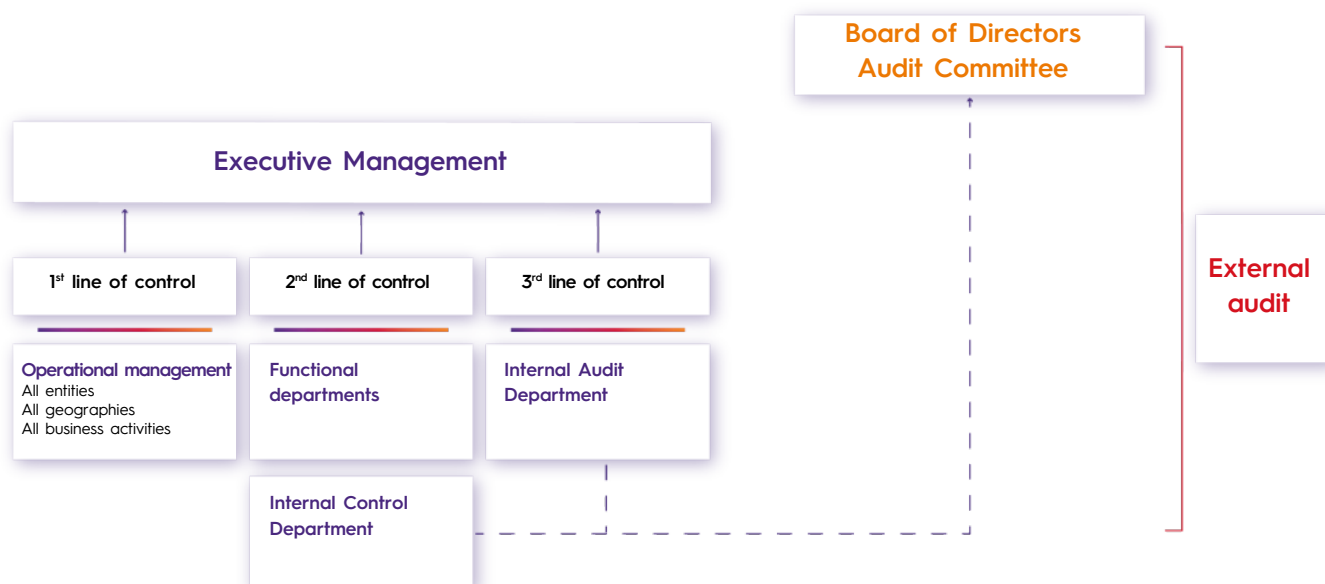 Board of Directors
Audit Committee
Executive Management
1st line of control
2nd line of control
3rd line of control
External
audit
Operational management
All entities
All geographies
All business activities
Functional
departments
Internal Audit
Department
Internal Control
Department